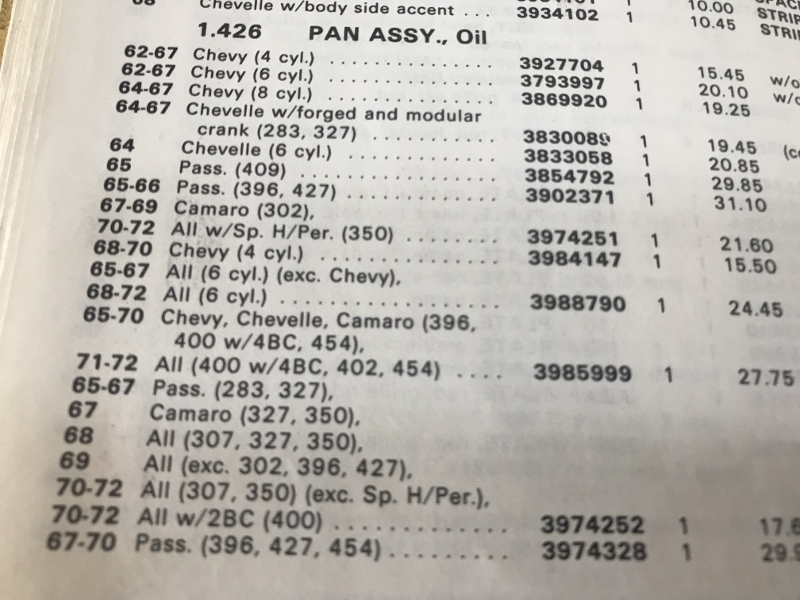 Chevelle w/body side accent . . . 3934102 1 10.45 STRIP
10.00
1.426 PAN ASSY., Oil
62-67 Chevy (4 cyl.) . . . . . . . . . . . . . . . 3927704 1 15.45 w/o
62-67 Chevy (6 cyl.) . . . . . . . . . . . . . . . 3793997 1 20.10
64-67 Chevy (8 cyl.) . . . . . . . . . . . . . . . 3869920 1 19.25
64-67 Chevelle w/forged and modular
crank (283, 327) . . . . . . . . . . . . 3830089 1 19.45
64 Chevelle (6 cyl.) . . . . . . . . . . . . . 3833058 1 20.85
65 Pass. (409) . . . . . . . . . . . . . . . . . 3854792 1 29.85
65-66 Pass. (396, 427) . . . . . . . . . . . . . 3902371 1 31.10
67-69 Camaro (302),
70-72 All w/Sp. H/Per. (350) . . . . . . . . 3974251 1 21.60
68-70 Chevy (4 cyl.) . . . . . . . . . . . . . . . 3984147 1 15.50
65-67 All (6 cyl.) (exc. Chevy),
68-72 All (6 cyl.) . . . . . . . . . . . . . . . . . . 3988790 1 24.45
65-70 Chevy, Chevelle, Camaro (396,
400 w/4BC, 454),
71-72 All (400 w/4BC, 402, 454) . . . . 3985999 1 27.75
65-67 Pass. (283, 327),
67 Camaro (327, 350),
68 All (307, 327, 350),
69 All (exc. 302, 396, 427),
70-72 All (307, 350) (exc. Sp. H/Per.),
70-72 All w/2BC (400) . . . . . . . . . . . . . 3974252 1 17.6
67-70 Pass. (396, 427, 454) . . . . . . . . . 3974328 1 29.9